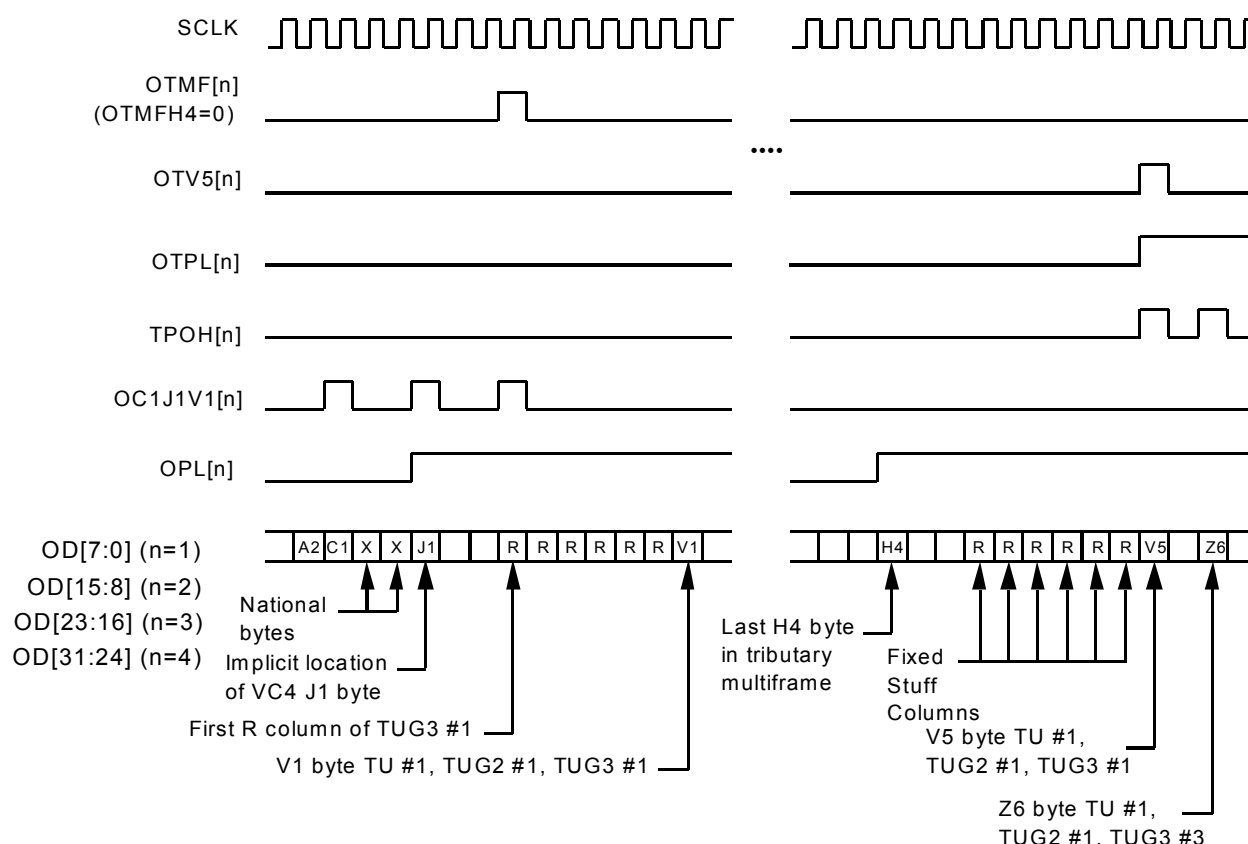 SCLK
OTMF[n]
(OTMFH4=0)
....
OTV5[n]
OTPL[n]
TPOH[n]
OC1J1V1[n]
OPL[n]
OD[7:0] (n=1)
OD[15:8] (n=2)
OD[23:16] (n=3)
OD[31:24] (n=4)
A2 C1 X X J1 R R R R R R V1
H4 R R R R R R V5 Z6
National
bytes
Implicit location
of VC4 J1 byte
First R column of TUG3 #1
V1 byte TU #1, TUG2 #1, TUG3 #1
Last H4 byte
in tributary
multiframe
Fixed
Stuff
Columns
V5 byte TU #1,
TUG2 #1, TUG3 #1
Z6 byte TU #1,
TUG2 #1, TUG3 #3